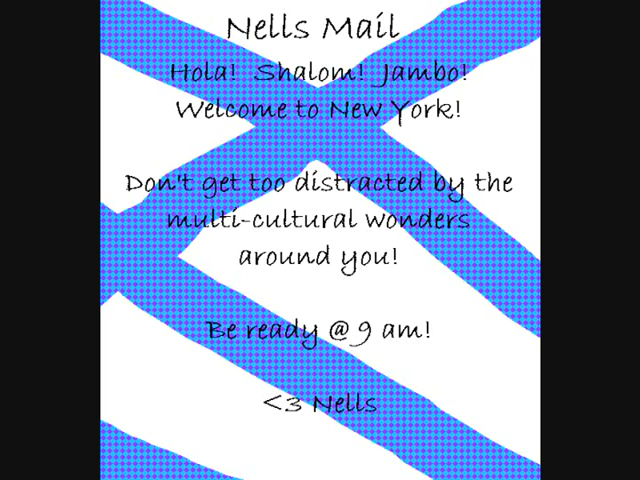 Nells Mail
Hola! Shalom! Jambo!
Welcome to New York!
Don't get too distracted by the
multi-cultural wonders
around you!
Be ready @ 9 am!
<3 Nells